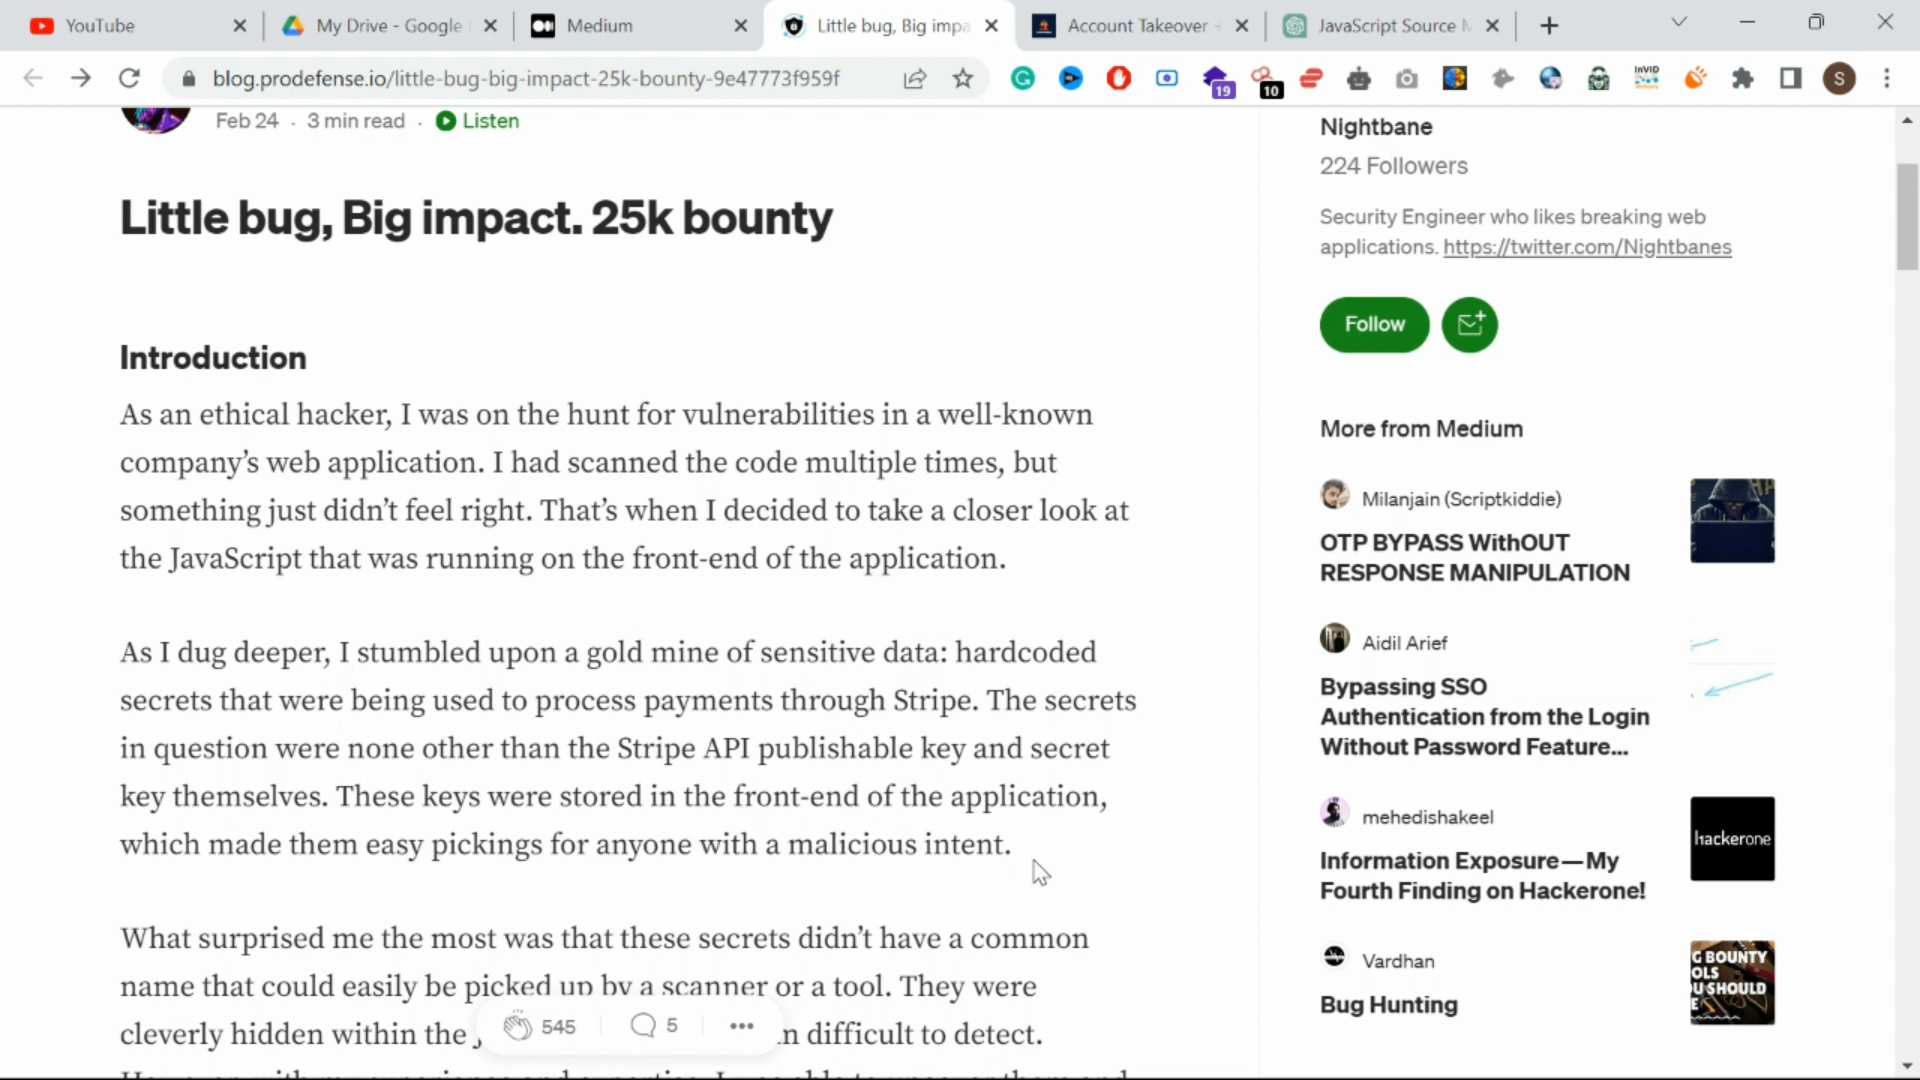 YouTube
My Drive - Google
Medium
Little bug, Big impa
Account Takeover
JavaScript Source
blog.prodefense.io/little-bug-big-impact-25k-bounty-9e47773f959f
19
10
InVID
S
Feb 24 · 3 min read · Listen
Little bug, Big impact. 25k bounty
Introduction
As an ethical hacker, I was on the hunt for vulnerabilities in a well-known
company's web application. I had scanned the code multiple times, but
something just didn't feel right. That's when I decided to take a closer look at
the JavaScript that was running on the front-end of the application.
As I dug deeper, I stumbled upon a gold mine of sensitive data: hardcoded
secrets that were being used to process payments through Stripe. The secrets
in question were none other than the Stripe API publishable key and secret
key themselves. These keys were stored in the front-end of the application,
which made them easy pickings for anyone with a malicious intent.
What surprised me the most was that these secrets didn't have a common
name that could easily be picked up by a scanner or a tool. They were
cleverly hidden within the
difficult to detect.
545
5
Nightbane
224 Followers
Security Engineer who likes breaking web
applications. https://twitter.com/Nightbanes
Follow
More from Medium
Milanjain (Scriptkiddie)
OTP BYPASS WithOUT
RESPONSE MANIPULATION
Aidil Arief
Bypassing SSO
Authentication from the Login
Without Password Feature...
mehedishakeel
Information Exposure — My
Fourth Finding on Hackerone!
hackerone
Vardhan
Bug Hunting
G BOUNTY
OLS
U SHOULD